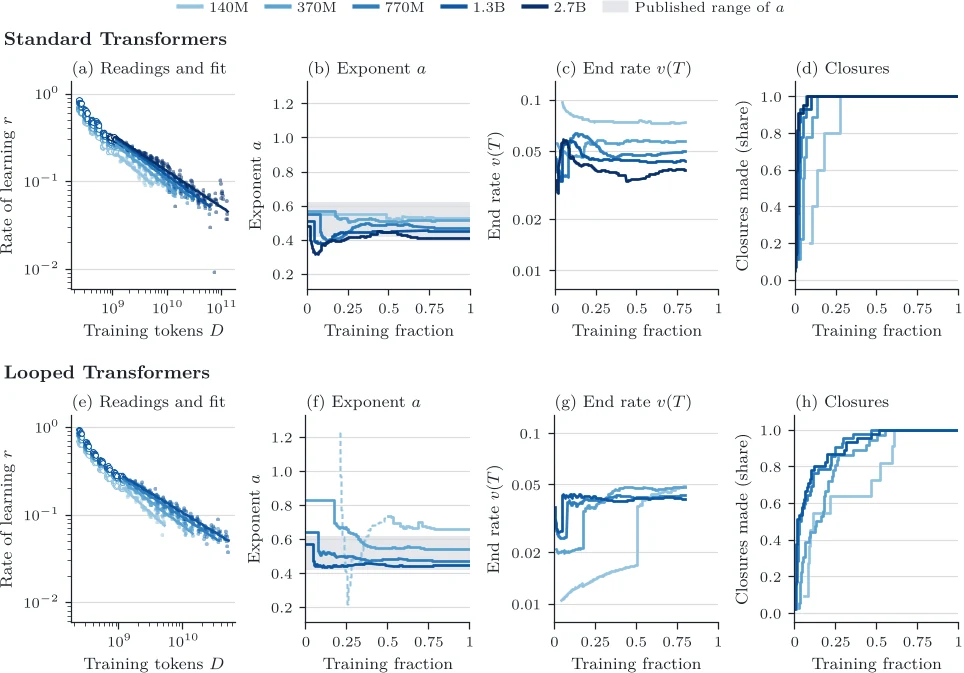 140M 370M 770M 1.3B 2.7B Published range of a
Standard Transformers
(a) Readings and fit
Rate of learning r
10⁰
10⁻¹
10⁻²
10⁹ 10¹⁰ 10¹¹
Training tokens D
(b) Exponent a
Exponent a
1.2
1.0
0.8
0.6
0.4
0.2
0 0.25 0.5 0.75 1
Training fraction
(c) End rate v(T)
End rate v(T)
0.1
0.05
0.02
0.01
0 0.25 0.5 0.75 1
Training fraction
(d) Closures
Closures made (share)
1.0
0.8
0.6
0.4
0.2
0.0
0 0.25 0.5 0.75 1
Training fraction
Looped Transformers
(e) Readings and fit
Rate of learning r
10⁰
10⁻¹
10⁻²
10⁹ 10¹⁰
Training tokens D
(f) Exponent a
Exponent a
1.2
1.0
0.8
0.6
0.4
0.2
0 0.25 0.5 0.75 1
Training fraction
(g) End rate v(T)
End rate v(T)
0.1
0.05
0.02
0.01
0 0.25 0.5 0.75 1
Training fraction
(h) Closures
Closures made (share)
1.0
0.8
0.6
0.4
0.2
0.0
0 0.25 0.5 0.75 1
Training fraction